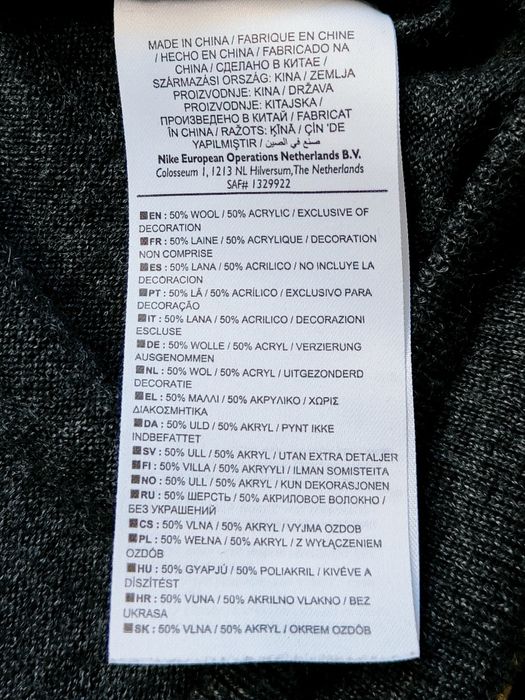 MADE IN CHINA / FABRIQUE EN CHINE
/ HECHO EN CHINA / FABRICADO NA
CHINA / СДЕЛАНО В КИТАЕ /
SZÁRMAZÁSI ORSZÁG: KINA / ZEMLJA
PROIZVODNJE: KINA / DRŽAVA
PROIZVODNJE: KITAJSKA /
ПРОИЗВЕДЕНО В КИТАЙ / FABRICAT
ÎN CHINA / RAŽOTS: ĶĪNĀ / ÇİN 'DE
YAPILMIŞTIR / صنع في الصين
Nike European Operations Netherlands B.V.
Colosseum 1, 1213 NL Hilversum, The Netherlands
SAF# 1329922
EN : 50% WOOL / 50% ACRYLIC / EXCLUSIVE OF
DECORATION
FR : 50% LAINE / 50% ACRYLIQUE / DECORATION
NON COMPRISE
ES : 50% LANA / 50% ACRILICO / NO INCLUYE LA
DECORACION
PT : 50% LÃ / 50% ACRÍLICO / EXCLUSIVO PARA
DECORAÇÃO
IT : 50% LANA / 50% ACRILICO / DECORAZIONI
ESCLUSE
DE : 50% WOLLE / 50% ACRYL / VERZIERUNG
AUSGENOMMEN
NL : 50% WOL / 50% ACRYL / UITGEZONDERD
DECORATIE
EL : 50% ΜΑΛΛΙ / 50% ΑΚΡΥΛΙΚΟ / ΧΩΡΙΣ
ΔΙΑΚΟΣΜΗΤΙΚΑ
DA : 50% ULD / 50% AKRYL / PYNT IKKE
INDBEFATTET
SV : 50% ULL / 50% AKRYL / UTAN EXTRA DETALJER
FI : 50% VILLA / 50% AKRYYLI / ILMAN SOMISTEITA
NO : 50% ULL / 50% AKRYL / KUN DEKORASJONEN
RU : 50% ШЕРСТЬ / 50% АКРИЛОВОЕ ВОЛОКНО /
БЕЗ УКРАШЕНИЙ
CS : 50% VLNA / 50% AKRYL / VYJMA OZDOB
PL : 50% WEŁNA / 50% AKRYL / Z WYŁĄCZENIEM
OZDÓB
HU : 50% GYAPJÚ / 50% POLIAKRIL / KIVÉVE A
DÍSZÍTÉST
HR : 50% VUNA / 50% AKRILNO VLAKNO / BEZ
UKRASA
SK : 50% VLNA / 50% AKRYL / OKREM OZDÔB